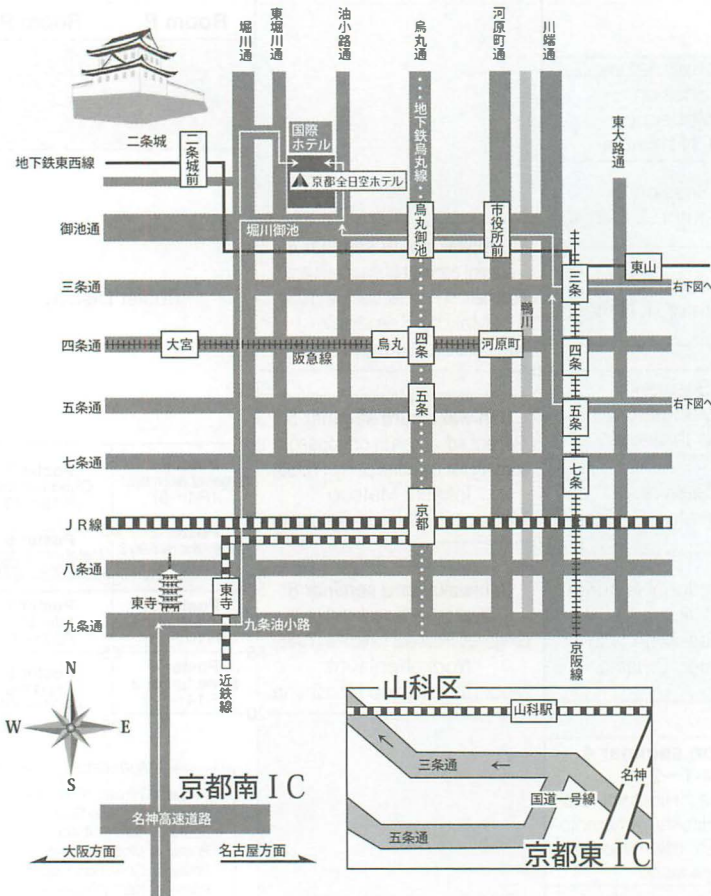 堀川通
東堀川通
油小路通
烏丸通
河原町通
川端通
東大路通
二条城
二条城前
地下鉄東西線
国際
ホテル
京都全日空ホテル
地下鉄烏丸線
御池通
堀川御池
烏丸御池
市役所前
三条
東山
三条通
右下図へ
鴨川
四条通
大宮
阪急線
烏丸
四条
河原町
四条
五条通
五条
五条
右下図へ
七条通
七条
JR線
京都
八条通
東寺
東寺
九条通
九条油小路
近鉄線
京阪線
N
W
E
S
京都南IC
名神高速道路
大阪方面
名古屋方面
山科区
山科駅
三条通
名神
国道一号線
五条通
京都東IC